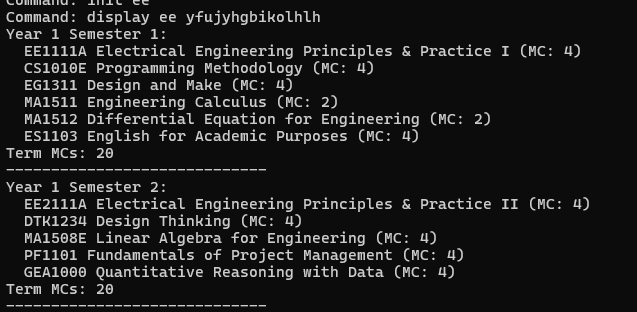 Command: init ee
Command: display ee yfujyhgbikolhlh
Year 1 Semester 1:
  EE1111A Electrical Engineering Principles & Practice I (MC: 4)
  CS1010E Programming Methodology (MC: 4)
  EG1311 Design and Make (MC: 4)
  MA1511 Engineering Calculus (MC: 2)
  MA1512 Differential Equation for Engineering (MC: 2)
  ES1103 English for Academic Purposes (MC: 4)
Term MCs: 20
-----------------------------
Year 1 Semester 2:
  EE2111A Electrical Engineering Principles & Practice II (MC: 4)
  DTK1234 Design Thinking (MC: 4)
  MA1508E Linear Algebra for Engineering (MC: 4)
  PF1101 Fundamentals of Project Management (MC: 4)
  GEA1000 Quantitative Reasoning with Data (MC: 4)
Term MCs: 20
-----------------------------